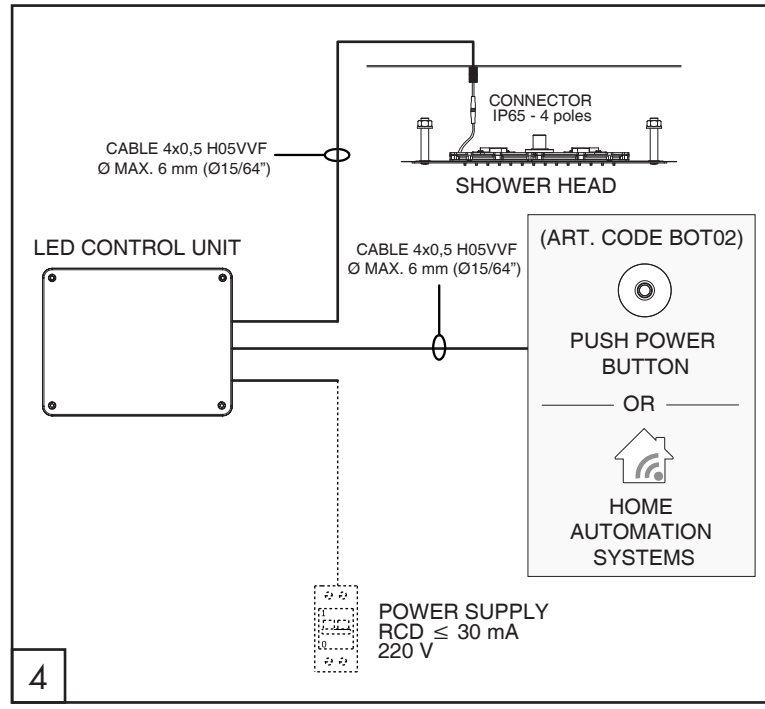 CONNECTOR
IP65 - 4 poles
CABLE 4x0,5 H05VVF
Ø MAX. 6 mm (Ø15/64”)
SHOWER HEAD
LED CONTROL UNIT
CABLE 4x0,5 H05VVF
Ø MAX. 6 mm (Ø15/64”)
(ART. CODE BOT02)
PUSH POWER
BUTTON
OR
HOME
AUTOMATION
SYSTEMS
1
0
POWER SUPPLY
RCD ≤ 30 mA
220 V
4